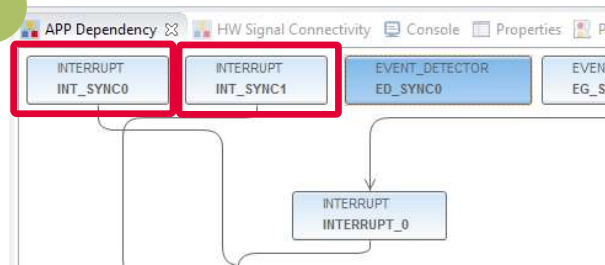 APP Dependency HW Signal Connectivity Console Properties
INTERRUPT INTERRUPT EVENT_DETECTOR
INT_SYNC0 INT_SYNC1 ED_SYNC0
INTERRUPT
INTERRUPT_0